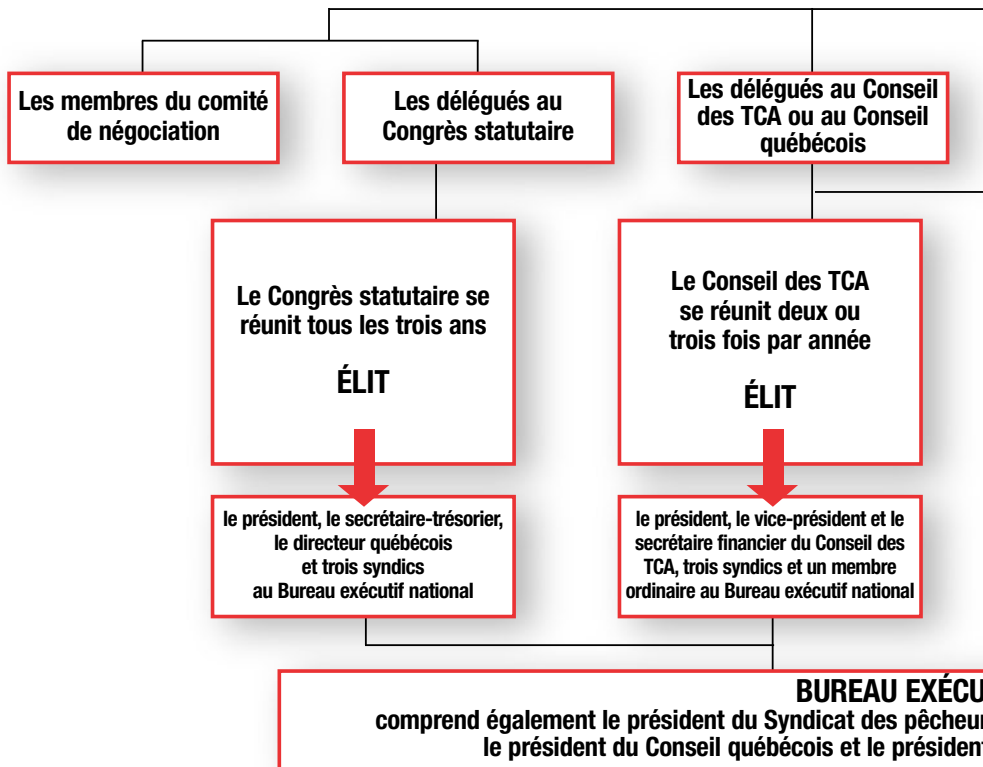 Les membres du comité
de négociation
Les délégués au
Congrès statutaire
Les délégués au Conseil
des TCA ou au Conseil
québécois
Le Congrès statutaire se
réunit tous les trois ans
ÉLIT
Le Conseil des TCA
se réunit deux ou
trois fois par année
ÉLIT
le président, le secrétaire-trésorier,
le directeur québécois
et trois syndics
au Bureau exécutif national
le président, le vice-président et le
secrétaire financier du Conseil des
TCA, trois syndics et un membre
ordinaire au Bureau exécutif national
BUREAU EXÉCU
comprend également le président du Syndicat des pêcheur
le président du Conseil québécois et le président